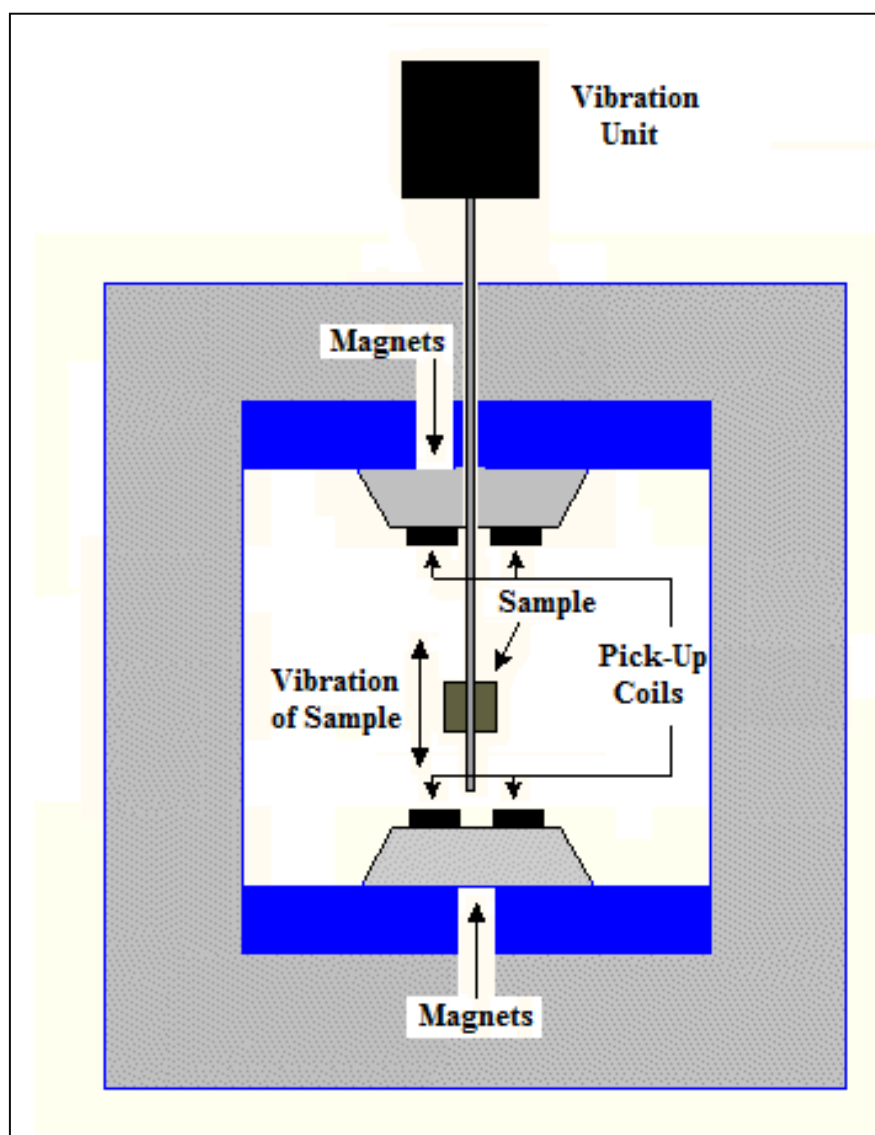 Vibration
Unit
Magnets
Sample
Pick-Up
Coils
Vibration
of Sample
Magnets